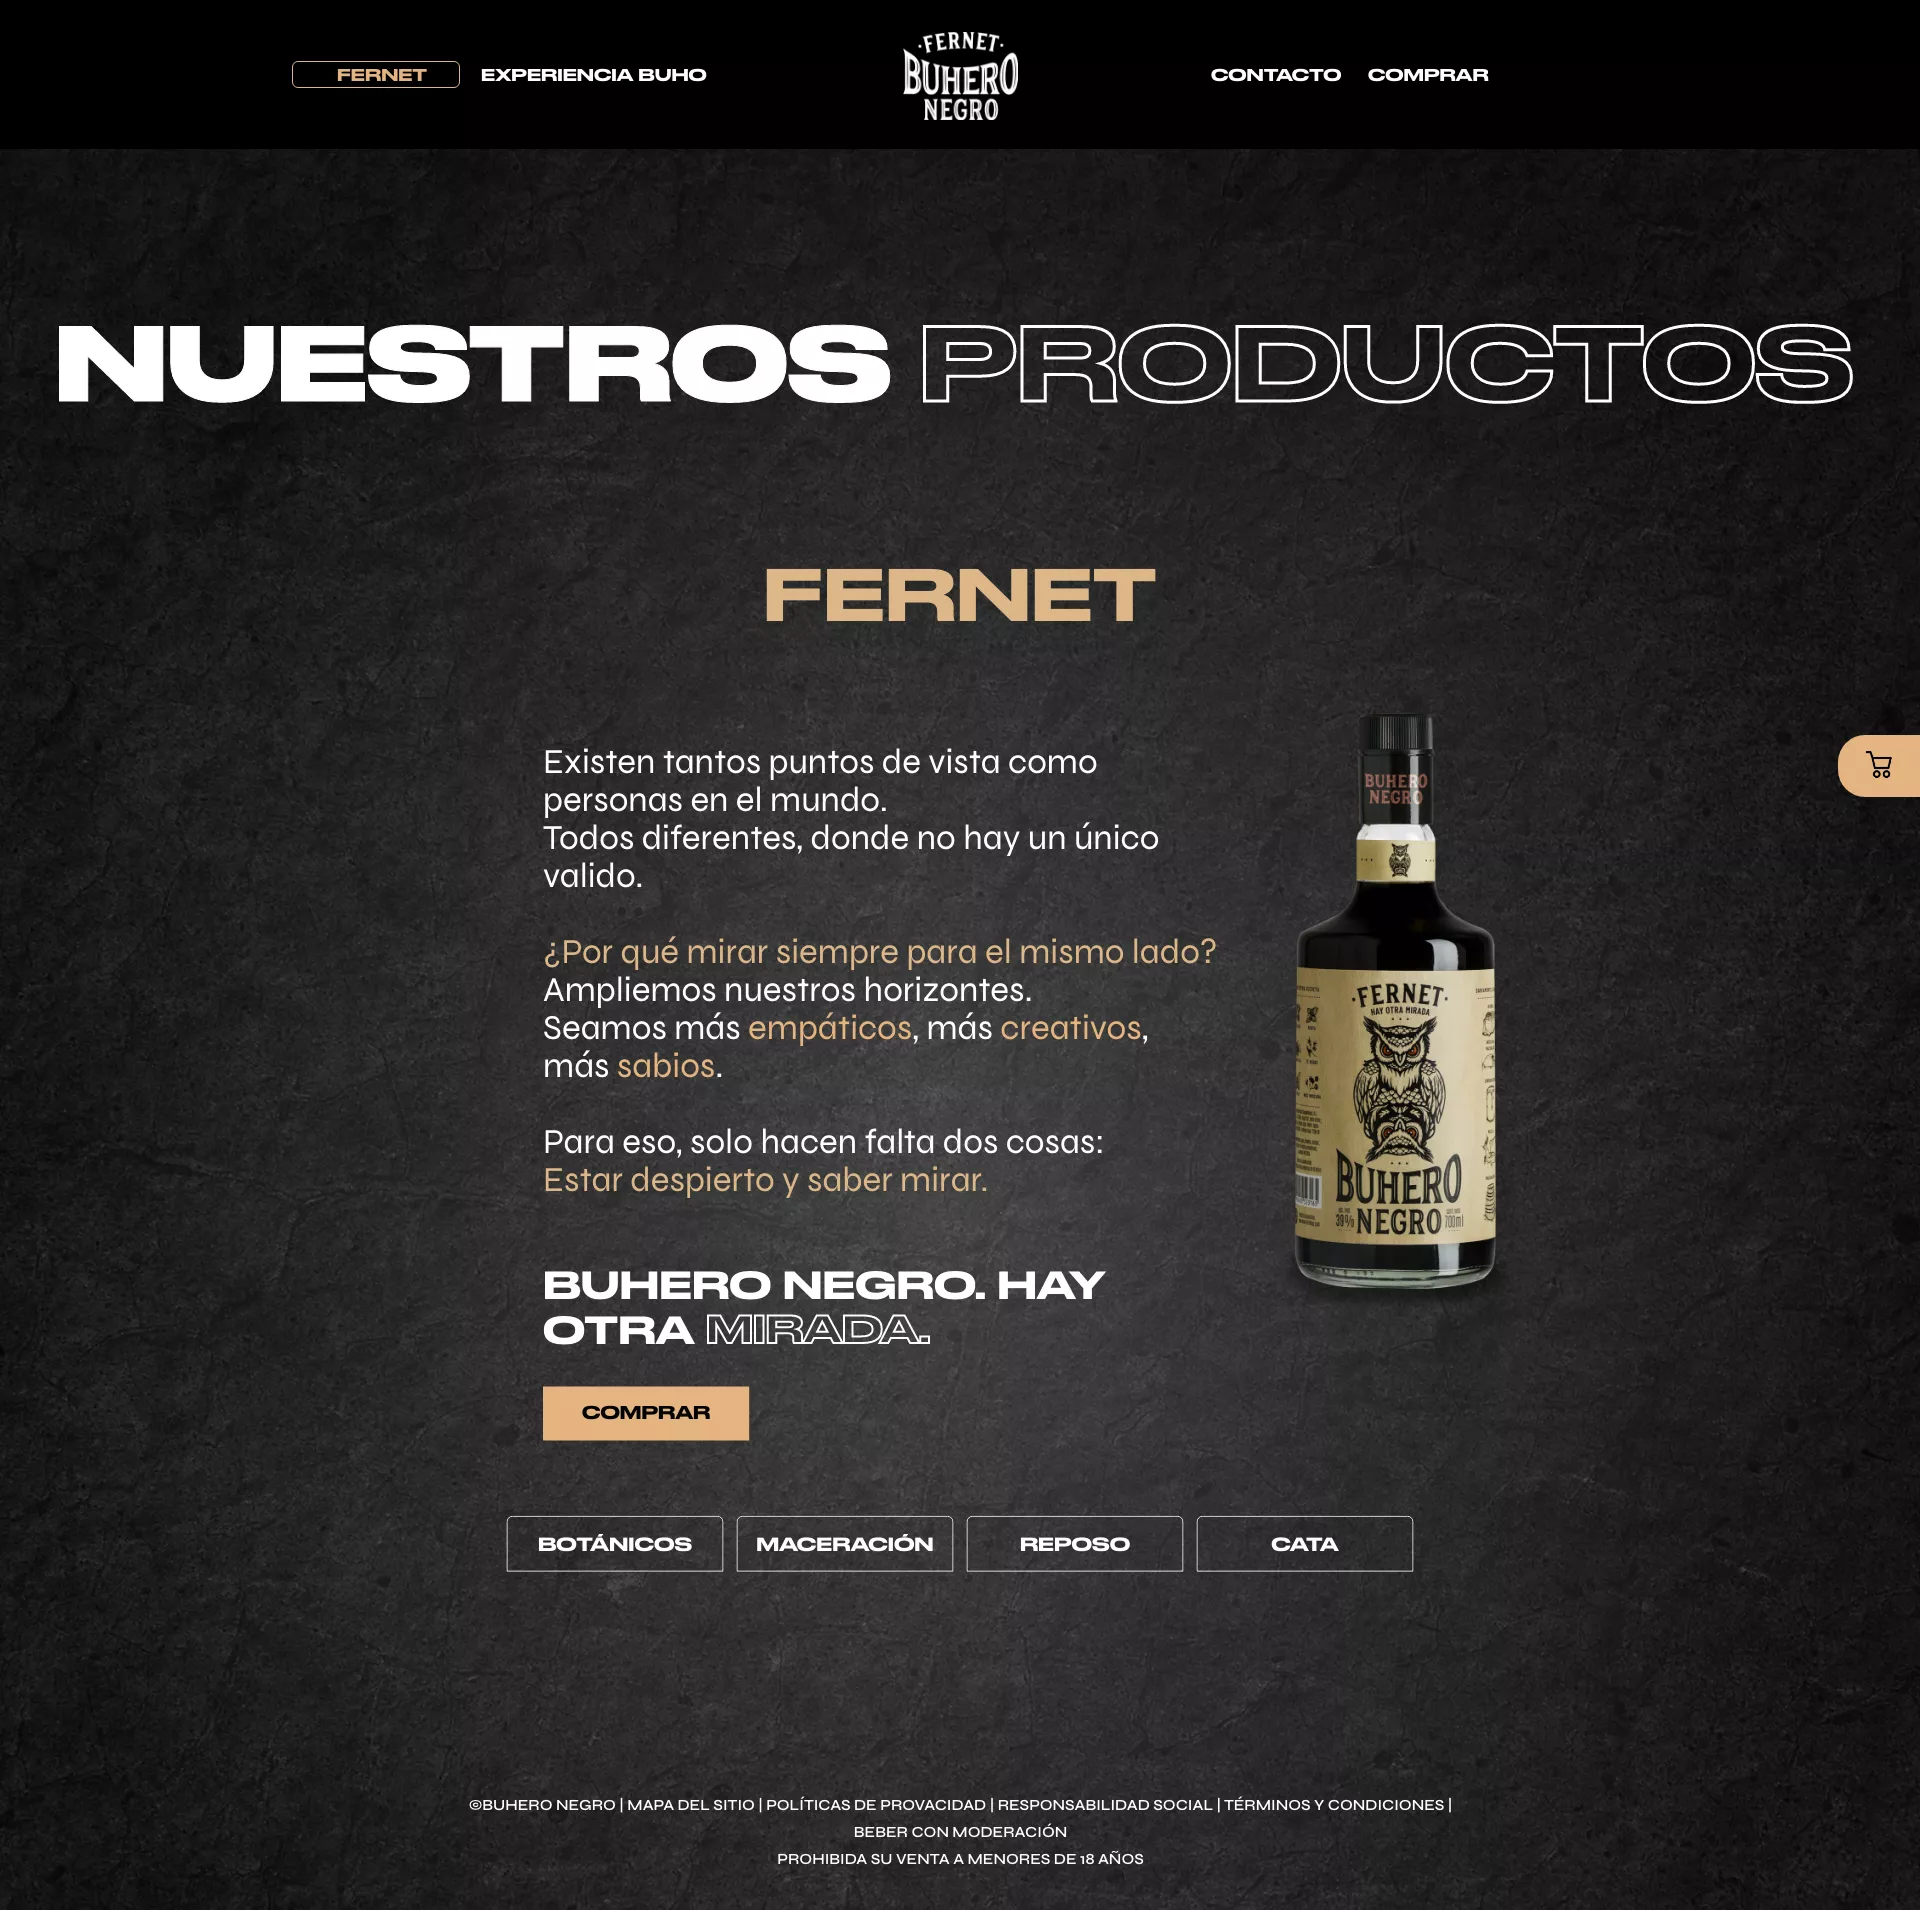 FERNET
EXPERIENCIA BUHO
·FERNET·
BUHERO
NEGRO
CONTACTO
COMPRAR
NUESTROS PRODUCTOS
FERNET
Existen tantos puntos de vista como
personas en el mundo.
Todos diferentes, donde no hay un único
valido.
¿Por qué mirar siempre para el mismo lado?
Ampliemos nuestros horizontes.
Seamos más empáticos, más creativos,
más sabios.
Para eso, solo hacen falta dos cosas:
Estar despierto y saber mirar.
BUHERO NEGRO. HAY
OTRA MIRADA.
COMPRAR
BUHERO
NEGRO
·FERNET·
HAY OTRA MIRADA
BUHERO
NEGRO
39%
700ml
BOTÁNICOS
MACERACIÓN
REPOSO
CATA
©BUHERO NEGRO | MAPA DEL SITIO | POLÍTICAS DE PROVACIDAD | RESPONSABILIDAD SOCIAL | TÉRMINOS Y CONDICIONES |
BEBER CON MODERACIÓN
PROHIBIDA SU VENTA A MENORES DE 18 AÑOS